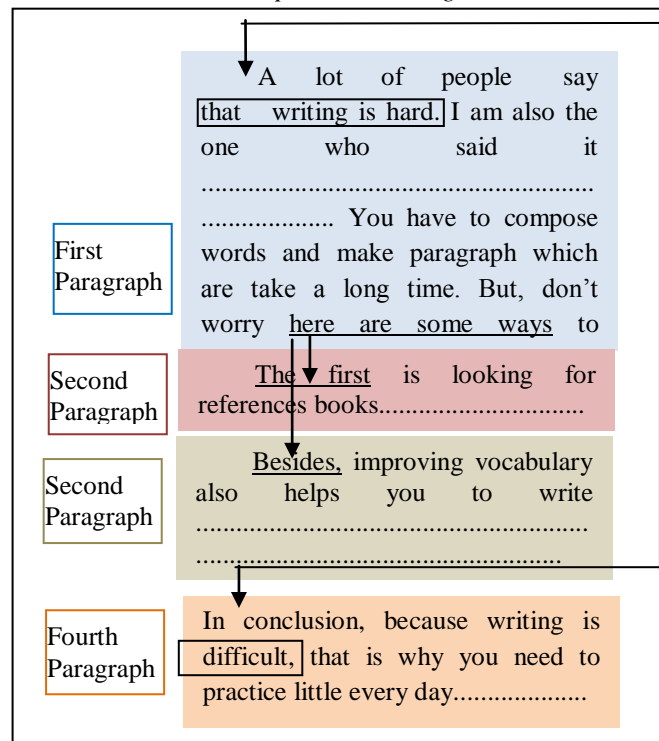 A lot of people say
that writing is hard. I am also the
one who said it
..............................................................
..................... You have to compose
First
Paragraph
words and make paragraph which
are take a long time. But, don't
worry here are some ways to
Second
Paragraph
The first is looking for
references books.................................
Second
Paragraph
Besides, improving vocabulary
also helps you to write
..............................................................
..........................................................
Fourth
Paragraph
In conclusion, because writing is
difficult, that is why you need to
practice little every day.....................